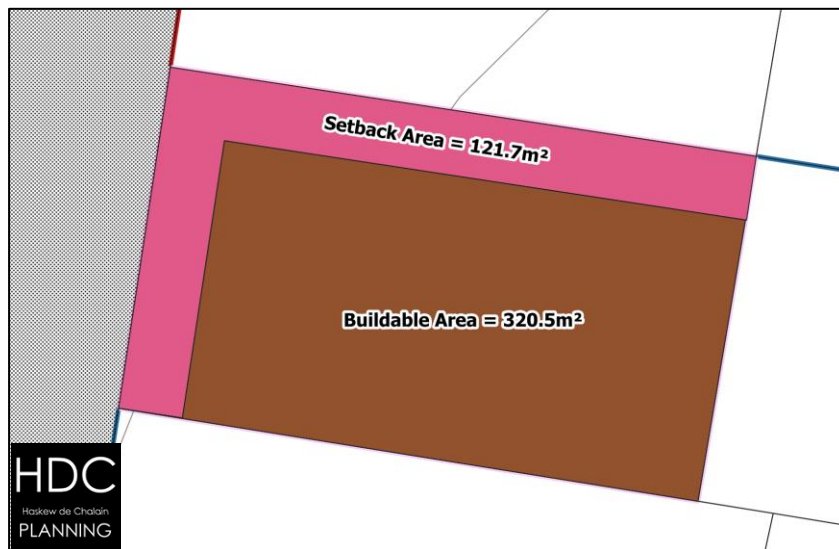 Setback Area = 121.7m²
Buildable Area = 320.5m²
HDC
Haskew de Chalain
PLANNING